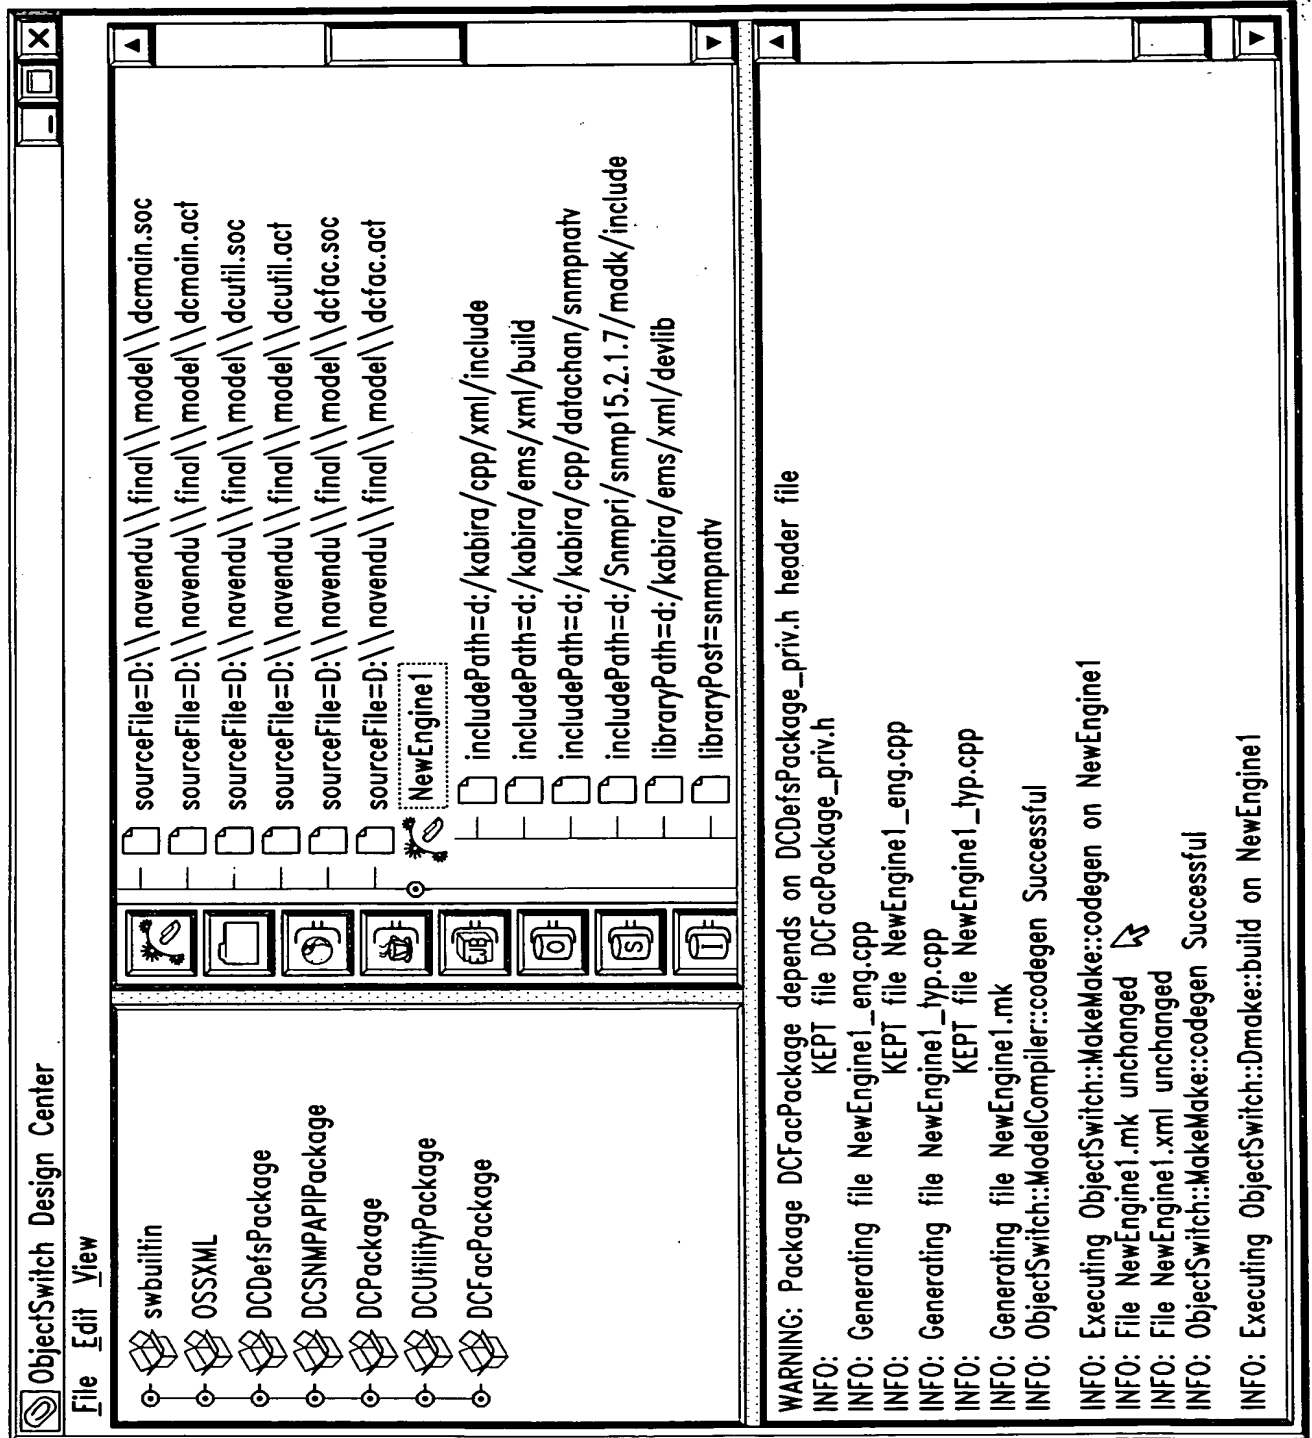 ObjectSwitch Design Center
File Edit View
swbuiltin
OSSXML
DCDefsPackage
DCSNMPAPIPackage
DCPackage
DCUtilityPackage
DCFacPackage
EJB
O
S
I
sourceFile=D:\\navendu\\final\\model\\dcmain.soc
sourceFile=D:\\navendu\\final\\model\\dcmain.act
sourceFile=D:\\navendu\\final\\model\\dcutil.soc
sourceFile=D:\\navendu\\final\\model\\dcutil.act
sourceFile=D:\\navendu\\final\\model\\dcfac.soc
sourceFile=D:\\navendu\\final\\model\\dcfac.act
NewEngine1
includePath=d:/kabira/cpp/xml/include
includePath=d:/kabira/ems/xml/build
includePath=d:/kabira/cpp/datachan/snmpnatv
includePath=d:/Snmpri/snmp15.2.1.7/madk/include
libraryPath=d:/kabira/ems/xml/devlib
libraryPost=snmpnatv
WARNING: Package DCFacPackage depends on DCDefsPackage_priv.h header file
INFO: KEPT file DCFacPackage_priv.h
INFO: Generating file NewEngine1_eng.cpp
INFO: KEPT file NewEngine1_eng.cpp
INFO: Generating file NewEngine1_typ.cpp
INFO: KEPT file NewEngine1_typ.cpp
INFO: Generating file NewEngine1.mk
INFO: ObjectSwitch::ModelCompiler::codegen Successful
INFO: Executing ObjectSwitch::MakeMake::codegen on NewEngine1
INFO: File NewEngine1.mk unchanged
INFO: File NewEngine1.xml unchanged
INFO: ObjectSwitch::MakeMake::codegen Successful
INFO: Executing ObjectSwitch::Dmake::build on NewEngine1